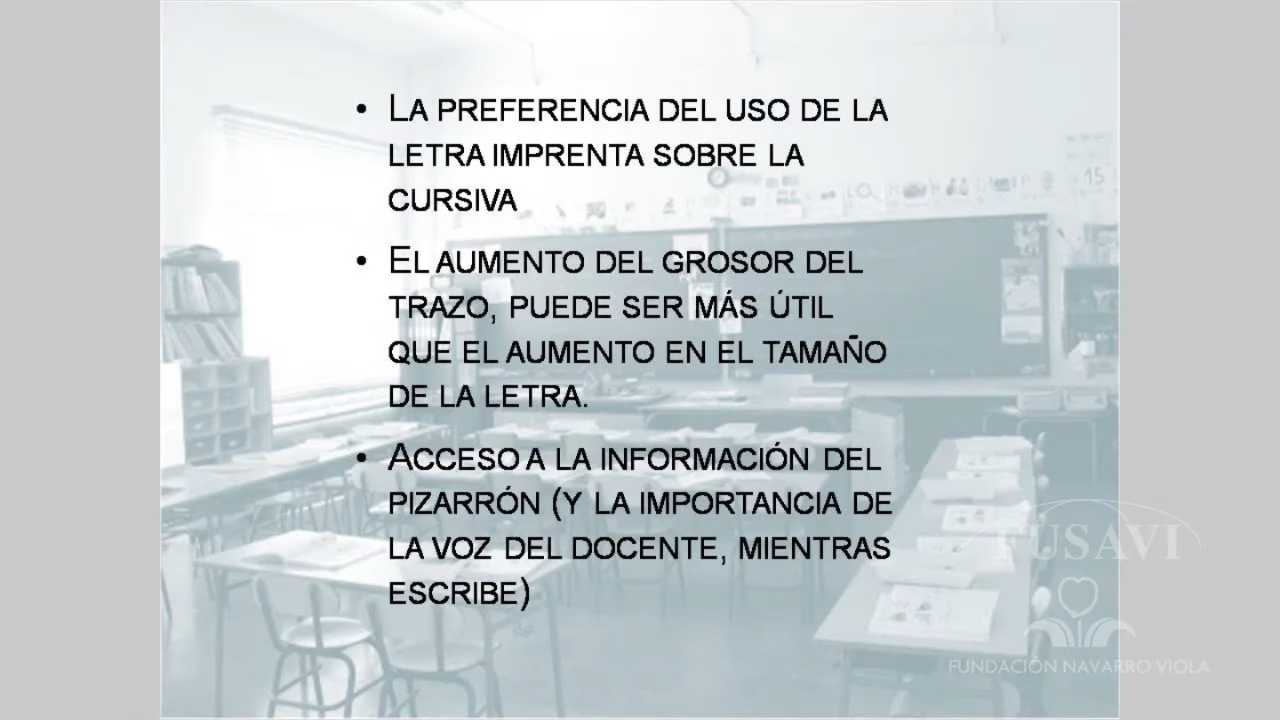 • LA PREFERENCIA DEL USO DE LA
LETRA IMPRENTA SOBRE LA
CURSIVA
• EL AUMENTO DEL GROSOR DEL
TRAZO, PUEDE SER MÁS ÚTIL
QUE EL AUMENTO EN EL TAMAÑO
DE LA LETRA.
• ACCESO A LA INFORMACIÓN DEL
PIZARRÓN (Y LA IMPORTANCIA DE
LA VOZ DEL DOCENTE, MIENTRAS
ESCRIBE)
15
TUSAVI
FUNDACIÓN NAVARRO VIOLA